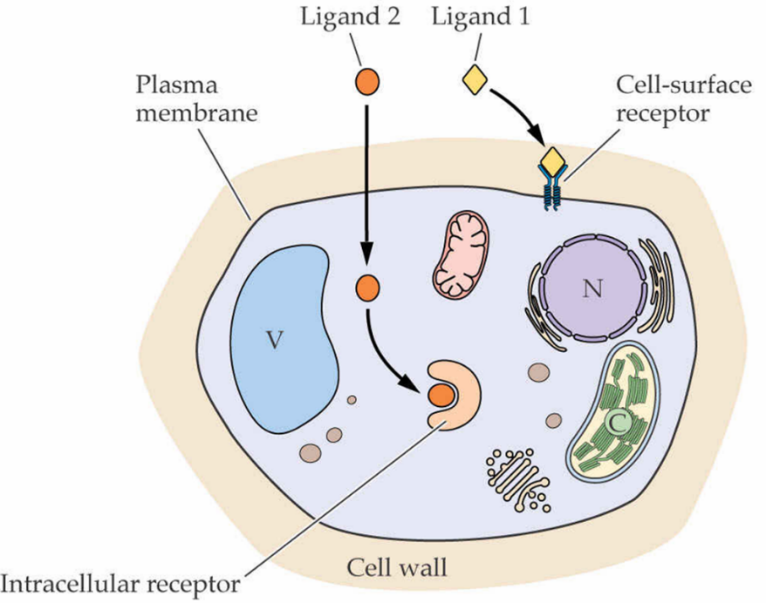 Ligand 2
Ligand 1
Plasma
membrane
Cell-surface
receptor
N
V
C
Cell wall
Intracellular receptor